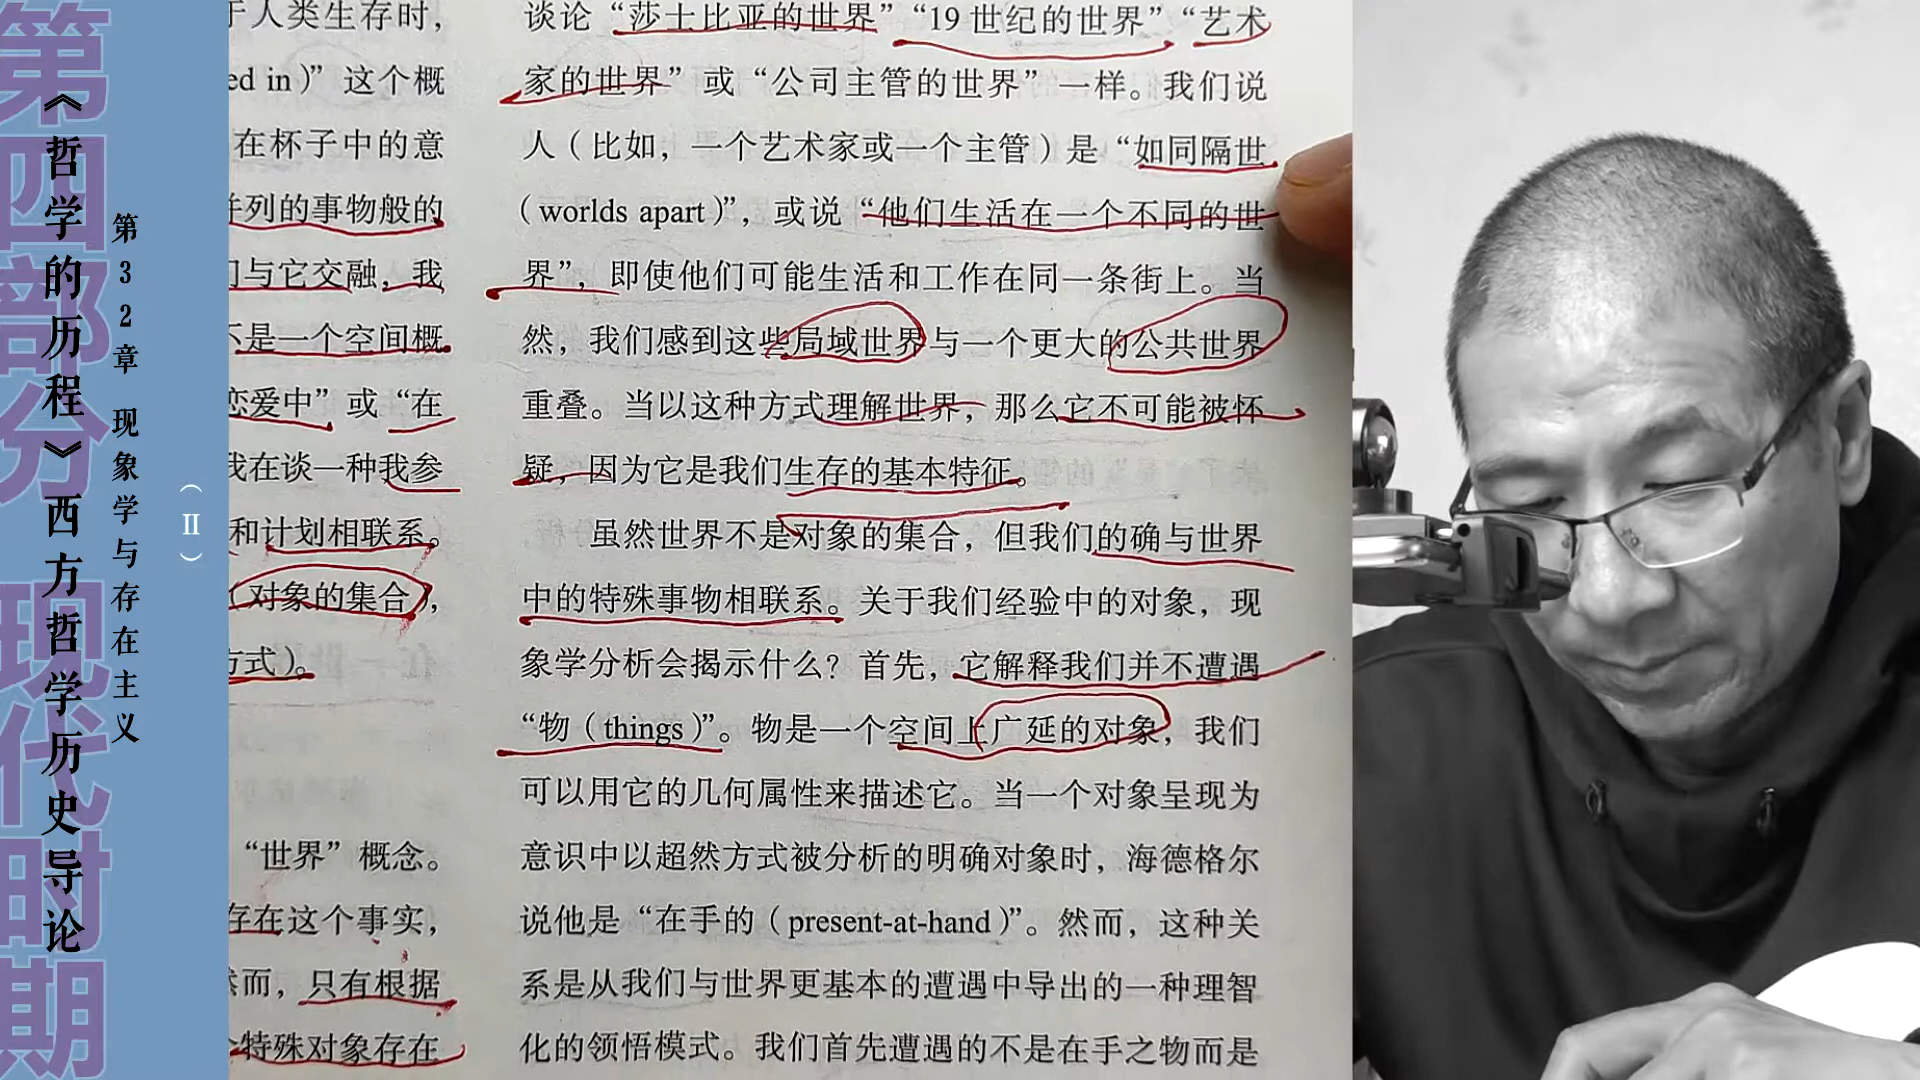 第四部分 现代时期
《哲学的历程》西方哲学历史导论
第32章 现象学与存在主义
（II）
于人类生存时，
ed in）”这个概
在杯子中的意
并列的事物般的
们与它交融，我
不是一个空间概
恋爱中”或“在
我在谈一种我参
和计划相联系。
（对象的集合），
方式）。
“世界”概念。
存在这个事实，
然而，只有根据
特殊对象存在
谈论“莎士比亚的世界”“19世纪的世界”“艺术
家的世界”或“公司主管的世界”一样。我们说
人（比如，一个艺术家或一个主管）是“如同隔世
（worlds apart）”，或说“他们生活在一个不同的世
界”，即使他们可能生活和工作在同一条街上。当
然，我们感到这些局域世界与一个更大的公共世界
重叠。当以这种方式理解世界，那么它不可能被怀
疑，因为它是我们生存的基本特征。
虽然世界不是对象的集合，但我们的确与世界
中的特殊事物相联系。关于我们经验中的对象，现
象学分析会揭示什么？首先，它解释我们并不遭遇
“物（things）”。物是一个空间上广延的对象，我们
可以用它的几何属性来描述它。当一个对象呈现为
意识中以超然方式被分析的明确对象时，海德格尔
说他是“在手的（present-at-hand）”。然而，这种关
系是从我们与世界更基本的遭遇中导出的一种理智
化的领悟模式。我们首先遭遇的不是在手之物而是